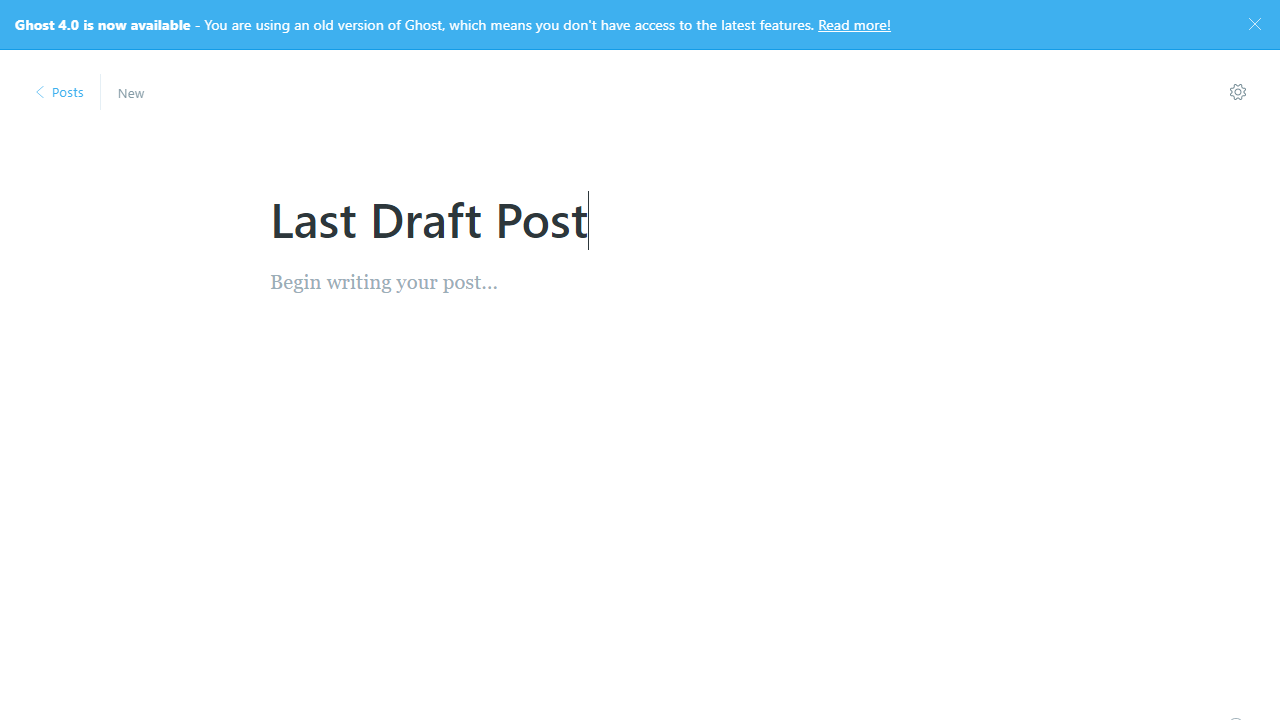 Ghost 4.0 is now available - You are using an old version of Ghost, which means you don't have access to the latest features. Read more!
Posts
New
Last Draft Post
Begin writing your post...